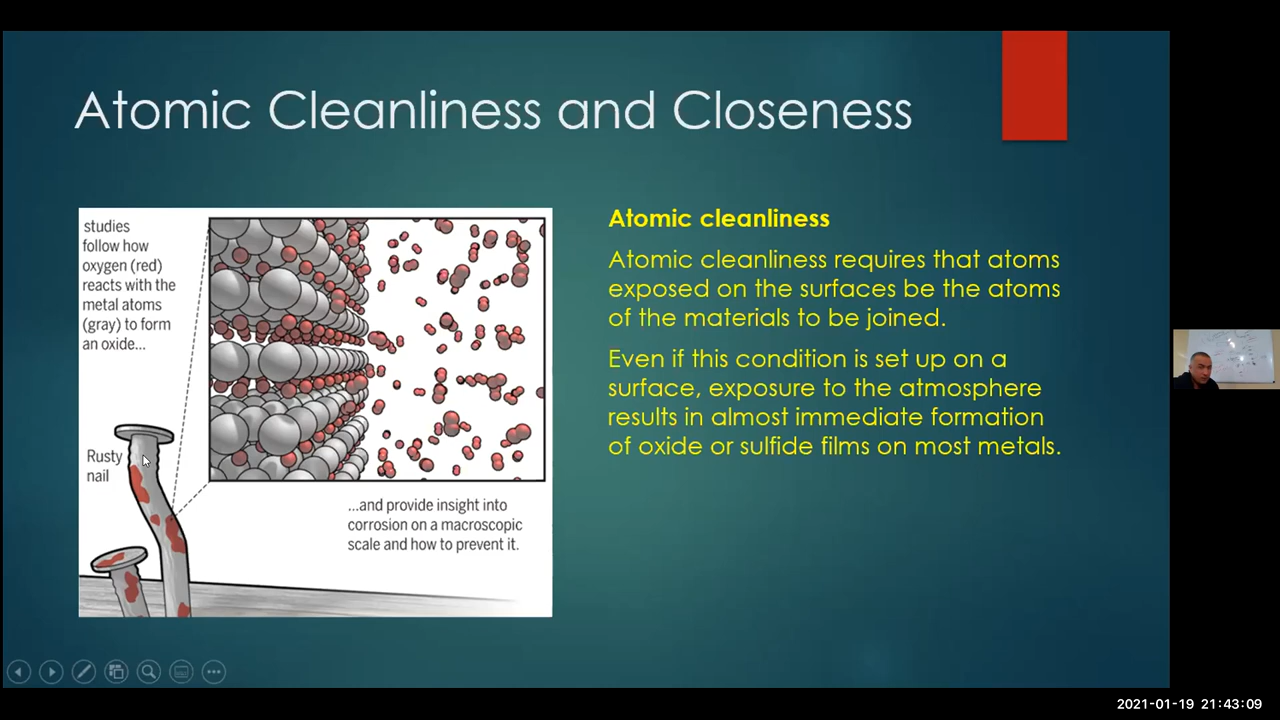 Atomic Cleanliness and Closeness
studies
follow how
oxygen (red)
reacts with the
metal atoms
(gray) to form
an oxide...
Rusty
nail
...and provide insight into
corrosion on a macroscopic
scale and how to prevent it.
Atomic cleanliness
Atomic cleanliness requires that atoms
exposed on the surfaces be the atoms
of the materials to be joined.
Even if this condition is set up on a
surface, exposure to the atmosphere
results in almost immediate formation
of oxide or sulfide films on most metals.
2021-01-19 21:43:09